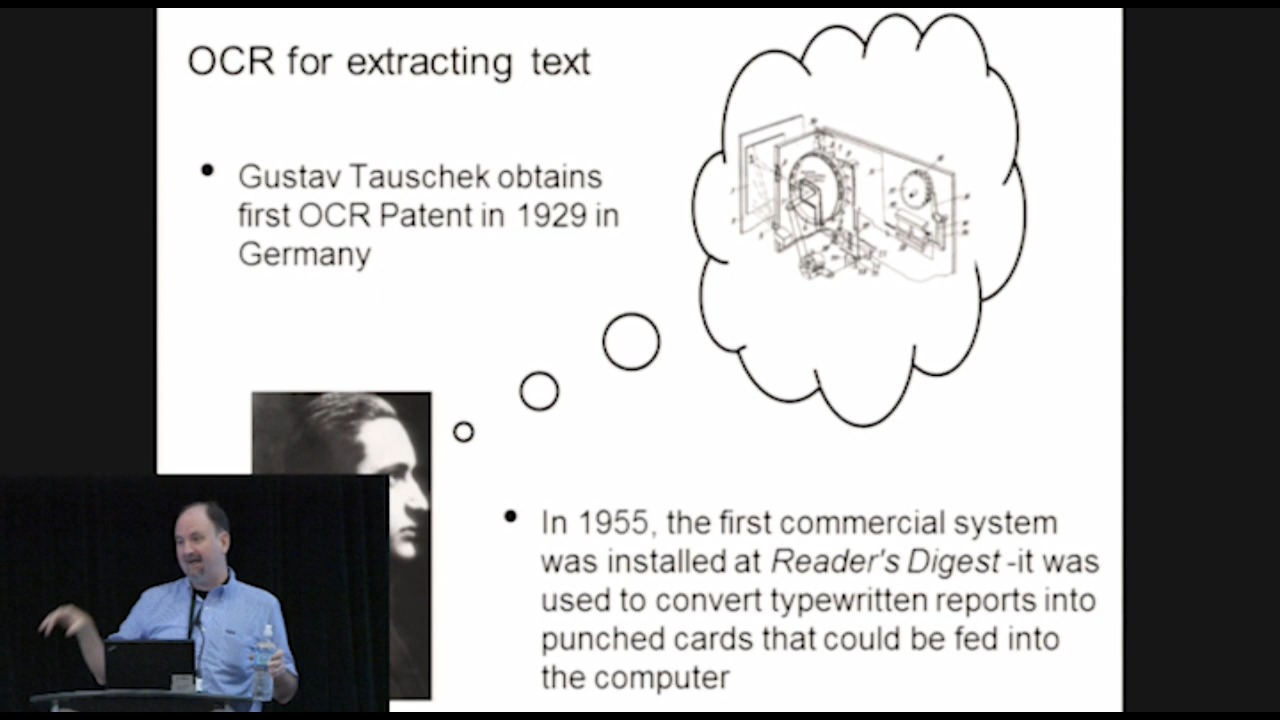 OCR for extracting text
• Gustav Tauschek obtains
first OCR Patent in 1929 in
Germany
• In 1955, the first commercial system
was installed at Reader's Digest -it was
used to convert typewritten reports into
punched cards that could be fed into
the computer